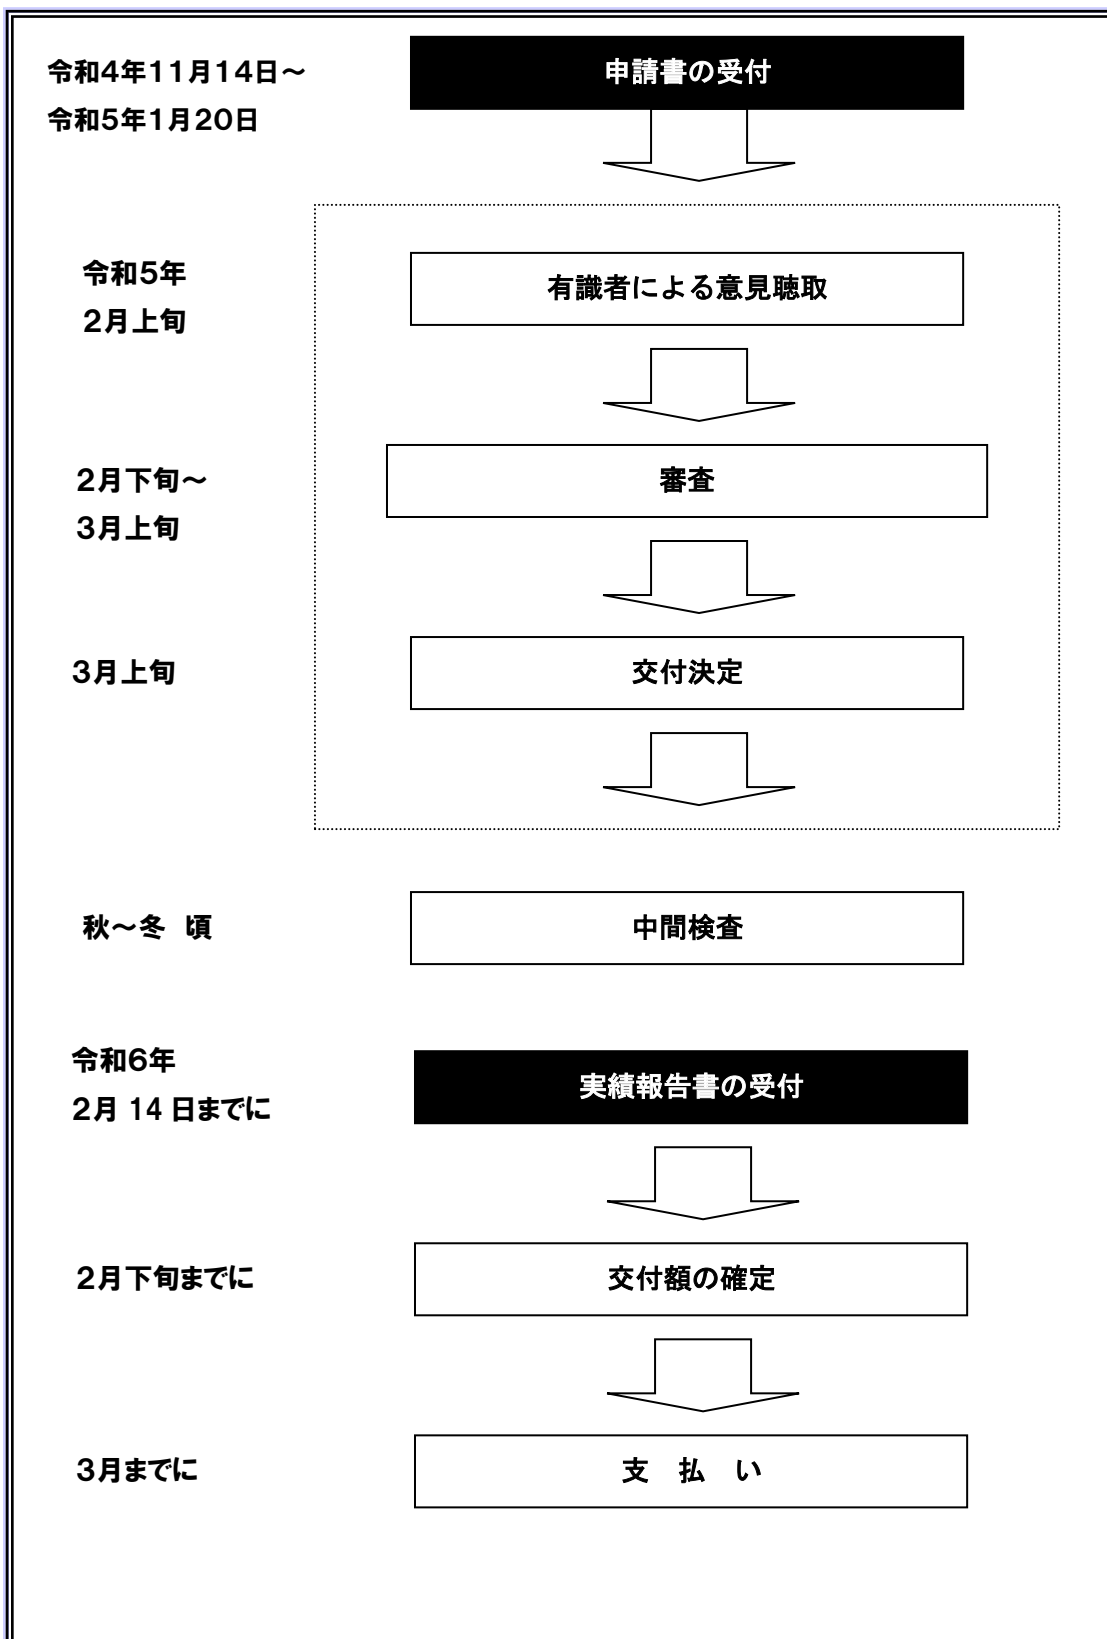 令和4年11月14日～
令和5年1月20日
申請書の受付
令和5年
2月上旬
有識者による意見聴取
2月下旬～
3月上旬
審査
3月上旬
交付決定
秋～冬　頃
中間検査
令和6年
2月 14 日までに
実績報告書の受付
2月下旬までに
交付額の確定
3月までに
支　払　い